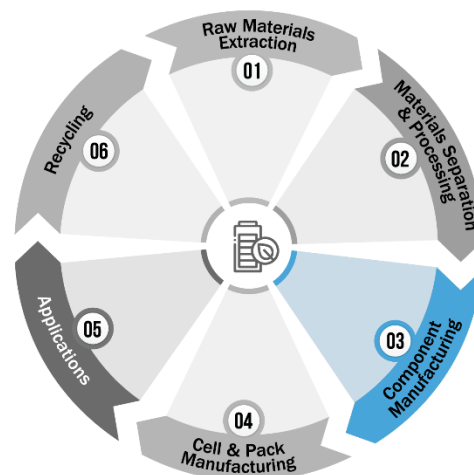 Raw Materials
Extraction
01
Materials Separation
& Processing
02
03
Component
Manufacturing
04
Cell & Pack
Manufacturing
05
Applications
06
Recycling